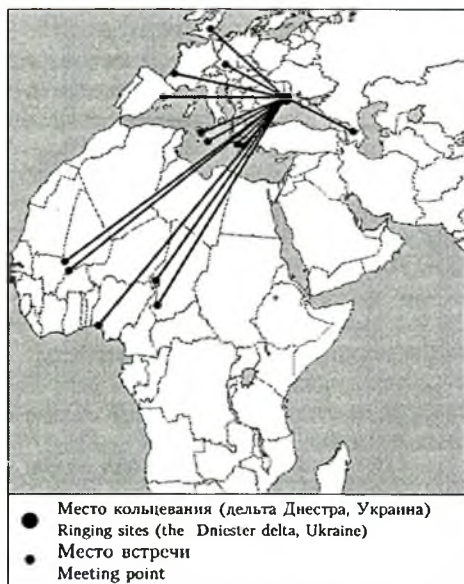 Место кольцевания (дельта Днестра, Украина)
Ringing sites (the Dniester delta, Ukraine)
Место встречи
Meeting point